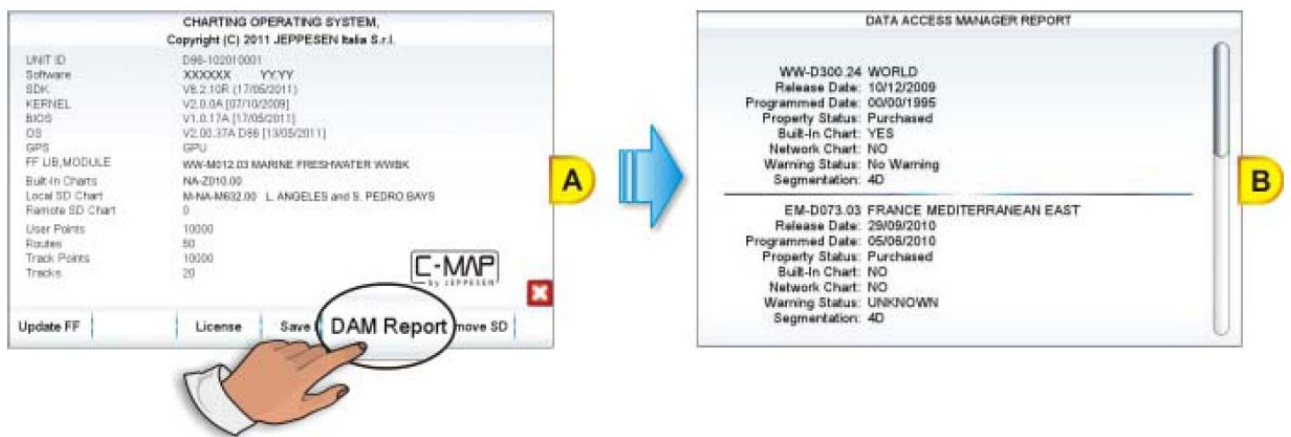 CHARTING OPERATING SYSTEM,
Copyright (C) 2011 JEPPESEN Italia S.r.l.
UNIT ID D86-102010001
Software XXXXXX YY.YY
SDK V8.2.10R (17/05/2011)
KERNEL V2.0.0A [07/10/2009]
BIOS V1.0.17A [17/05/2011]
OS V2.00.37A D86 [13/05/2011]
GPS GPU
FF LIB,MODULE WW-M012.03 MARINE FRESHWATER WWBK
Built-In Charts NA-Z010.00
Local SD Chart M-NA-M632.00 L. ANGELES and S. PEDRO BAYS
Remote SD Chart 0
User Points 10000
Routes 50
Track Points 10000
Tracks 20
C-MAP
by JEPPESEN
Update FF License Save DAM Report move SD
A
DATA ACCESS MANAGER REPORT
WW-D300.24 WORLD
Release Date: 10/12/2009
Programmed Date: 00/00/1995
Property Status: Purchased
Built-In Chart: YES
Network Chart: NO
Warning Status: No Warning
Segmentation: 4D
EM-D073.03 FRANCE MEDITERRANEAN EAST
Release Date: 29/09/2010
Programmed Date: 05/06/2010
Property Status: Purchased
Built-In Chart: NO
Network Chart: NO
Warning Status: UNKNOWN
Segmentation: 4D
B